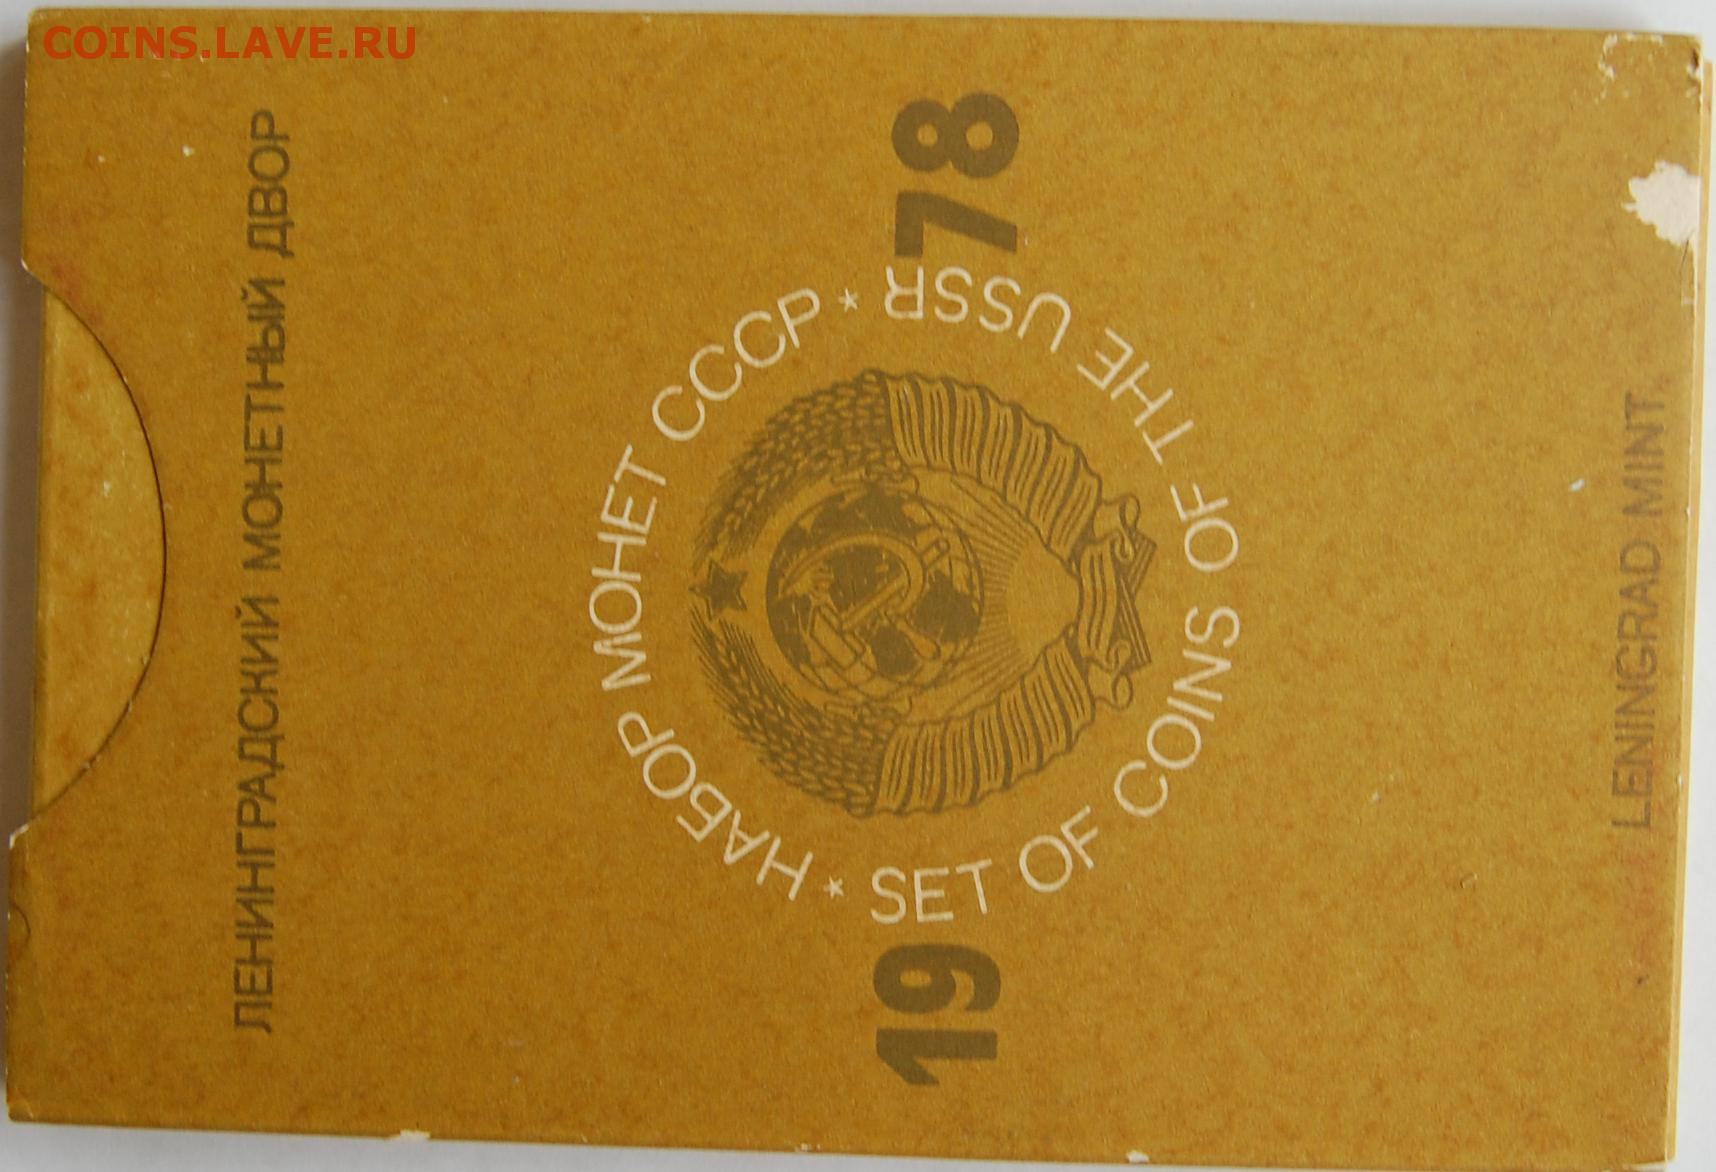 COINS.LAVE.RU
ЛЕНИНГРАДСКИЙ МОНЕТНЫЙ ДВОР
НАБОР МОНЕТ СССР
1978
SET OF COINS OF THE USSR
LENINGRAD MINT.